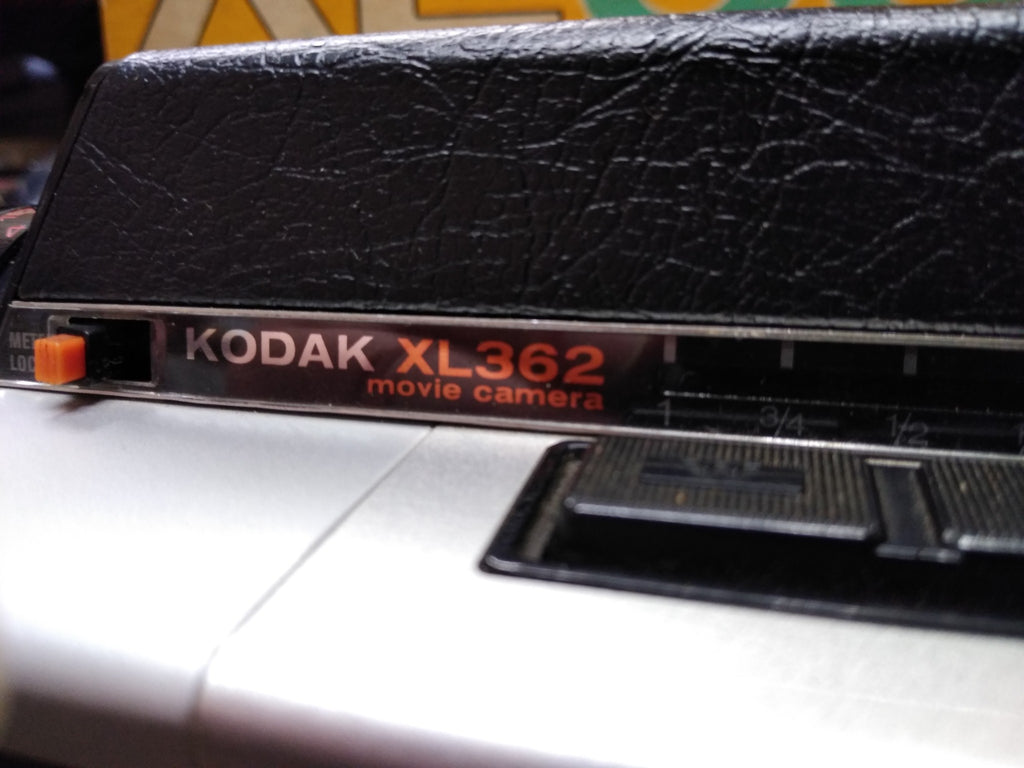 KODAK XL362
movie camera
1 3/4 1/2